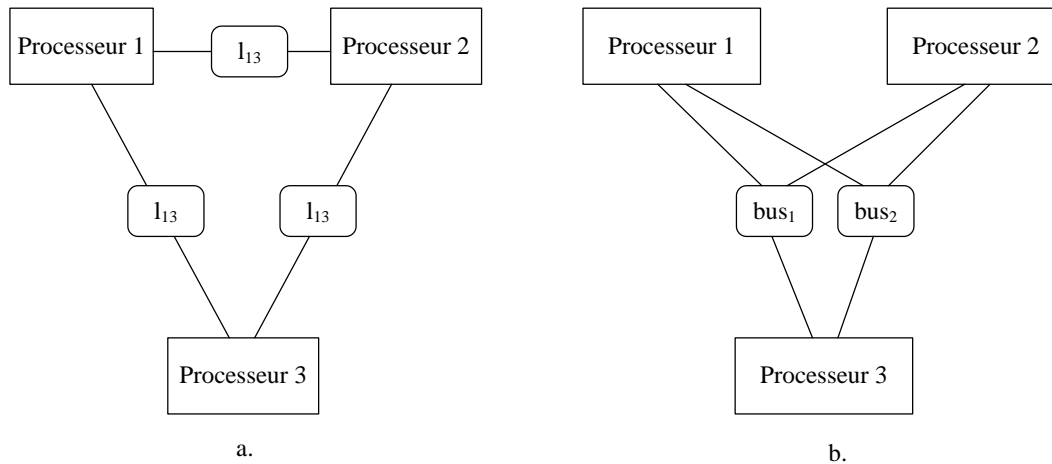 Processeur 1
l₁₃
Processeur 2
l₁₃
l₁₃
Processeur 3
a.
Processeur 1
Processeur 2
bus₁
bus₂
Processeur 3
b.